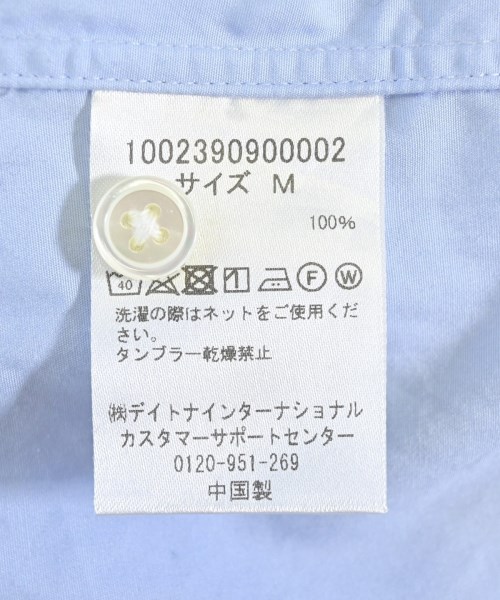 1002390900002
サイズ M
100%
40 F W
洗濯の際はネットをご使用くだ
さい。
タンブラー乾燥禁止
㈱デイトナインターナショナル
カスタマーサポートセンター
0120-951-269
中国製